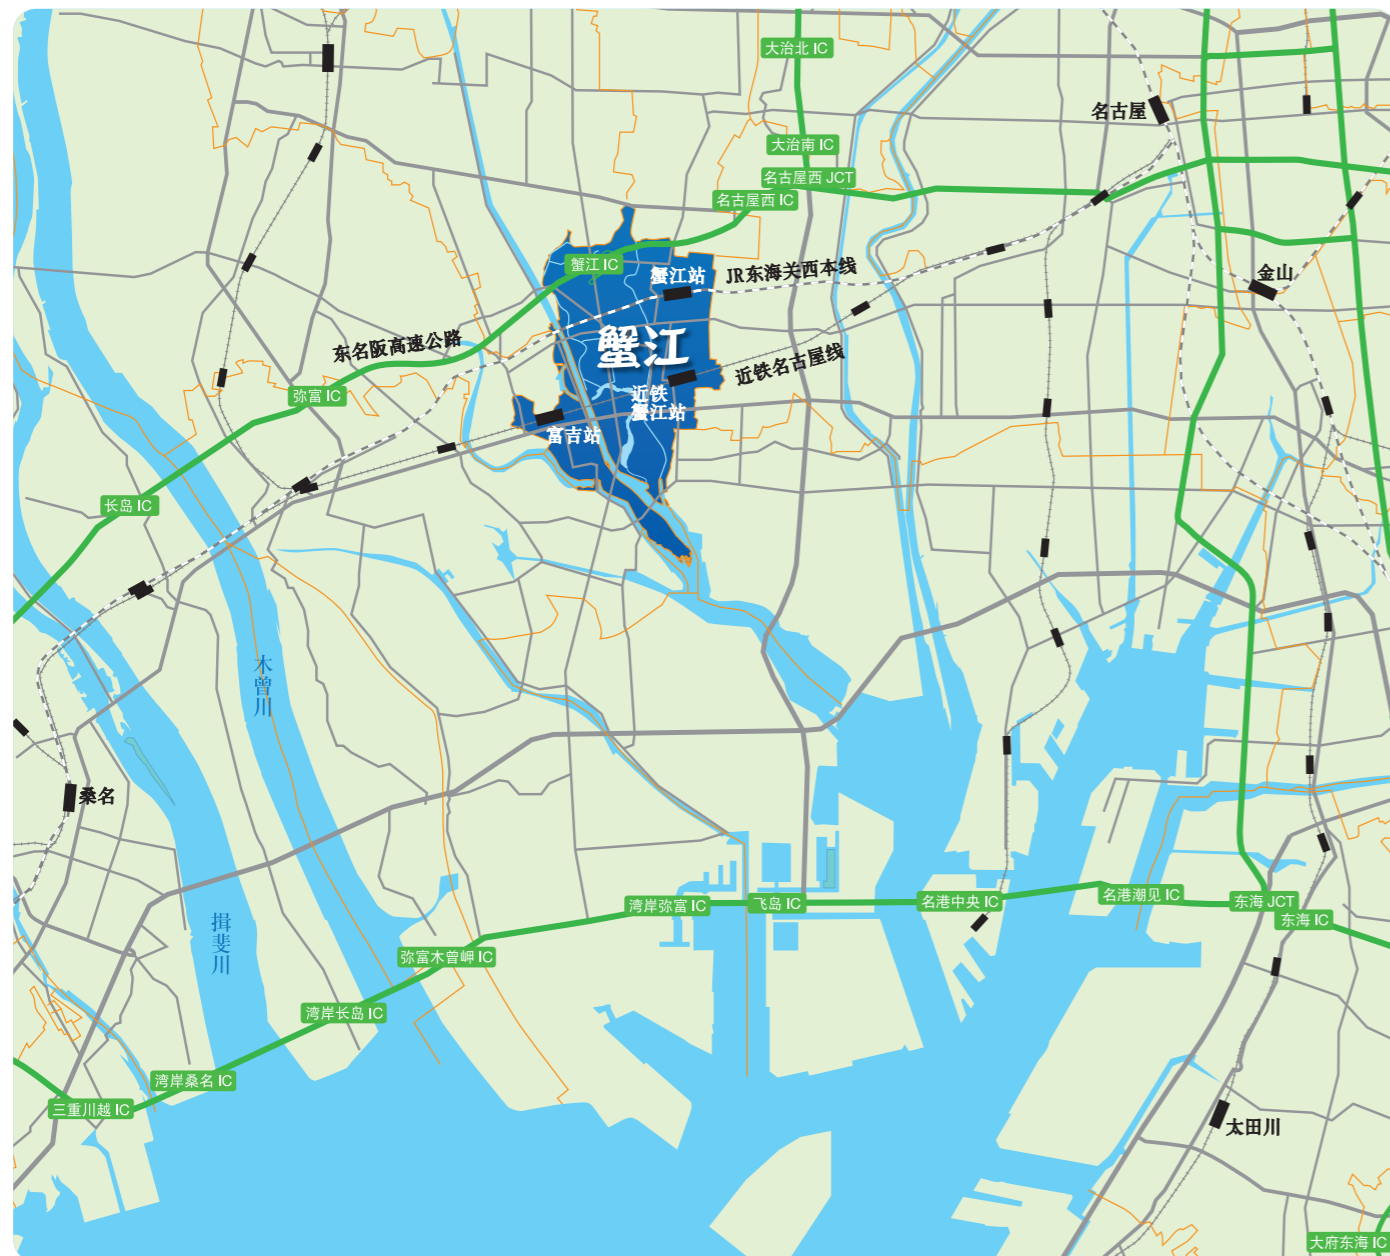 大治北 IC
名古屋
大治南 IC
名古屋西 JCT
名古屋西 IC
蟹江 IC
蟹江站
JR东海关西本线
金山
东名阪高速公路
蟹江
近铁名古屋线
弥富 IC
近铁
蟹江站
富吉站
长岛 IC
木曾川
桑名
湾岸弥富 IC
飞岛 IC
名港中央 IC
名港潮见 IC
东海 JCT
东海 IC
揖斐川
弥富木曾岬 IC
湾岸长岛 IC
湾岸桑名 IC
三重川越 IC
太田川
大府东海 IC